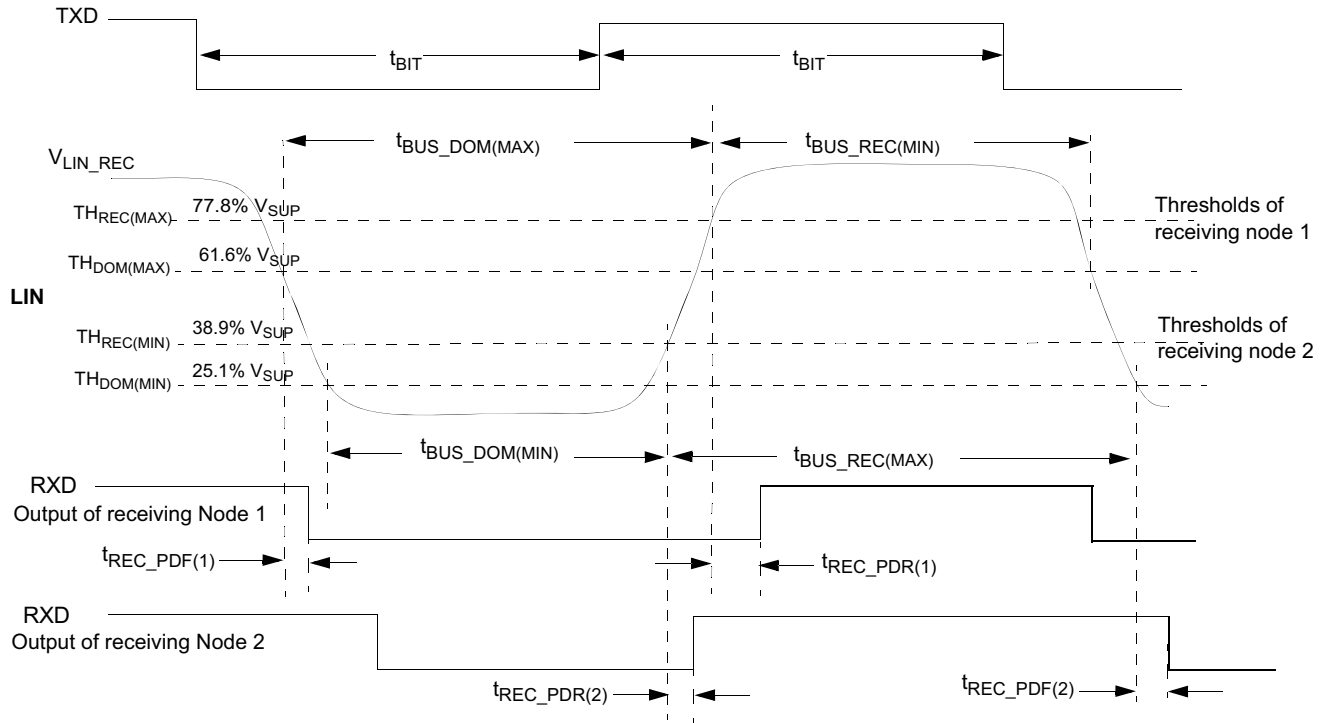 TXD
tBIT
tBIT
tBUS_DOM(MAX)
tBUS_REC(MIN)
VLIN_REC
THREC(MAX) 77.8% VSUP
Thresholds of
receiving node 1
THDOM(MAX) 61.6% VSUP
LIN
THREC(MIN) 38.9% VSUP
Thresholds of
receiving node 2
THDOM(MIN) 25.1% VSUP
tBUS_DOM(MIN)
tBUS_REC(MAX)
RXD
Output of receiving Node 1
tREC_PDF(1)
tREC_PDR(1)
RXD
Output of receiving Node 2
tREC_PDR(2)
tREC_PDF(2)